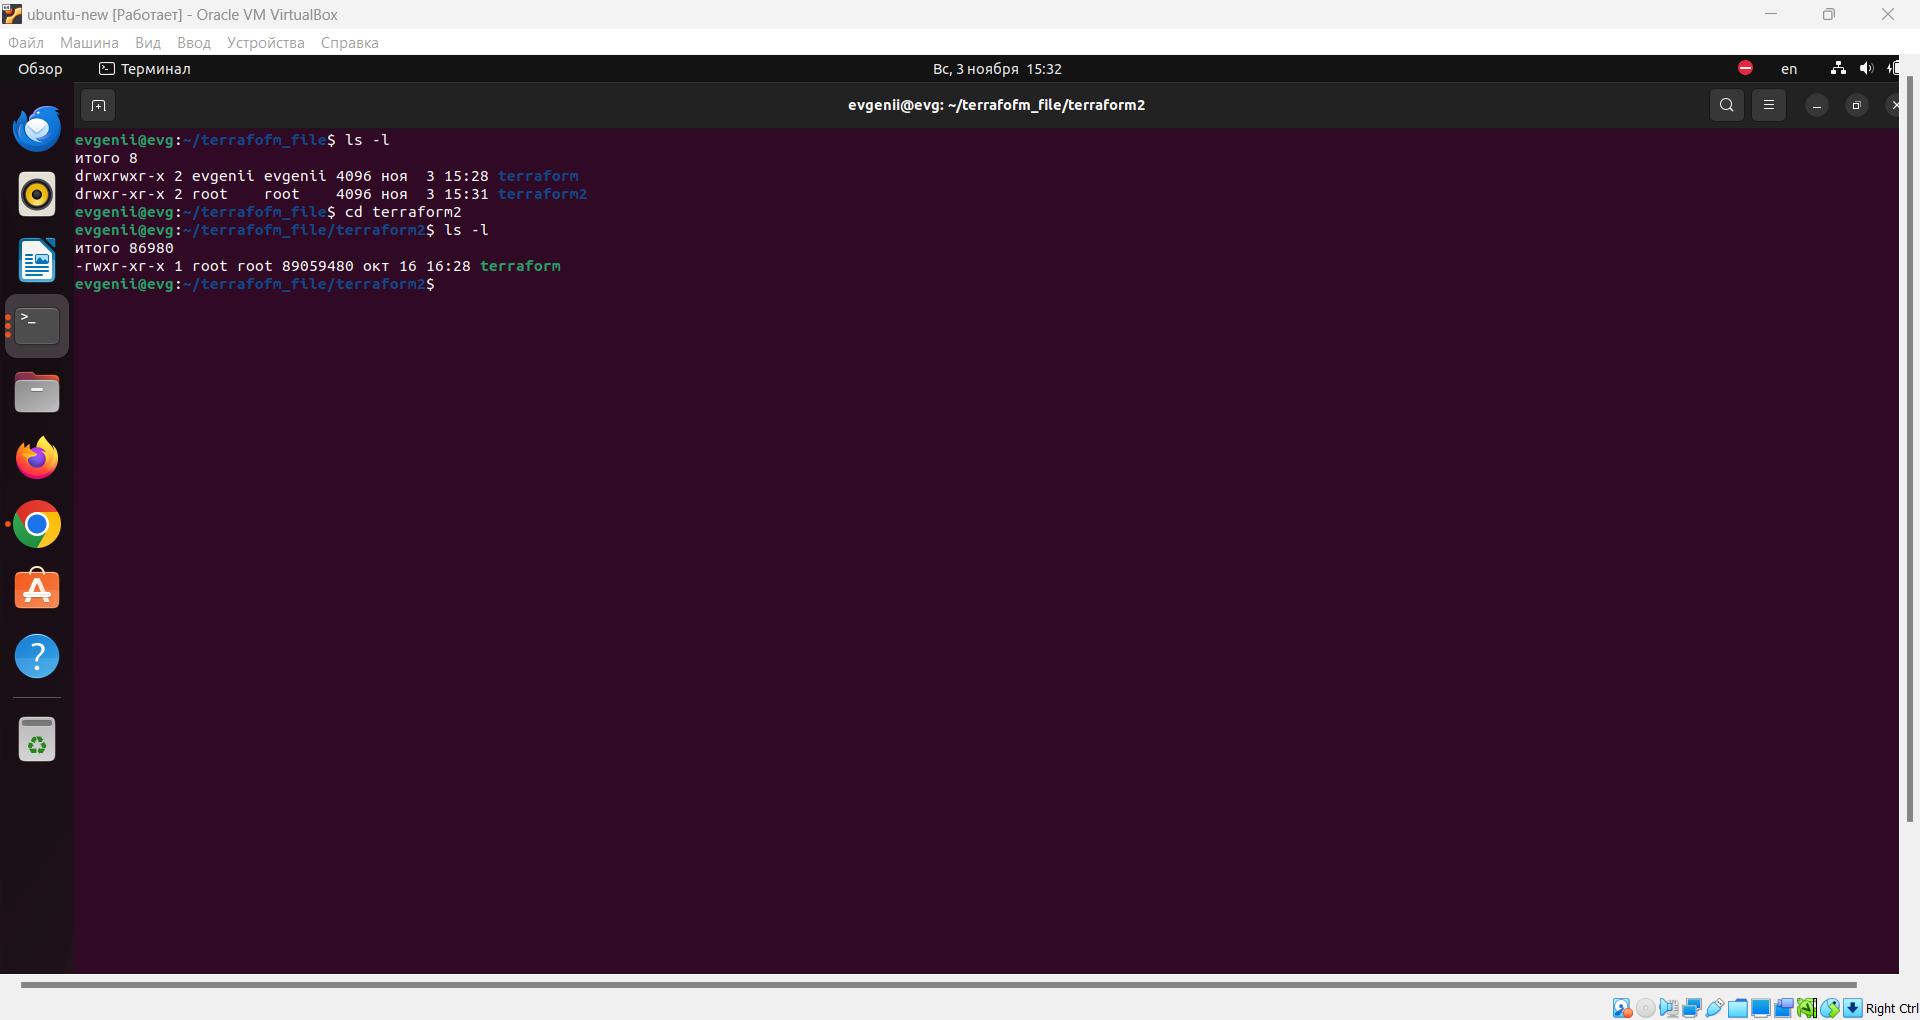 ubuntu-new [Работает] - Oracle VM VirtualBox
Файл Машина Вид Ввод Устройства Справка
Обзор Терминал Вс, 3 ноября 15:32 en
evgenii@evg: ~/terrafofm_file/terraform2
evgenii@evg:~/terrafofm_file$ ls -l
итого 8
drwxrwxr-x 2 evgenii evgenii 4096 ноя  3 15:28 terraform
drwxr-xr-x 2 root    root    4096 ноя  3 15:31 terraform2
evgenii@evg:~/terrafofm_file$ cd terraform2
evgenii@evg:~/terrafofm_file/terraform2$ ls -l
итого 86980
-rwxr-xr-x 1 root root 89059480 окт 16 16:28 terraform
evgenii@evg:~/terrafofm_file/terraform2$
Right Ctrl